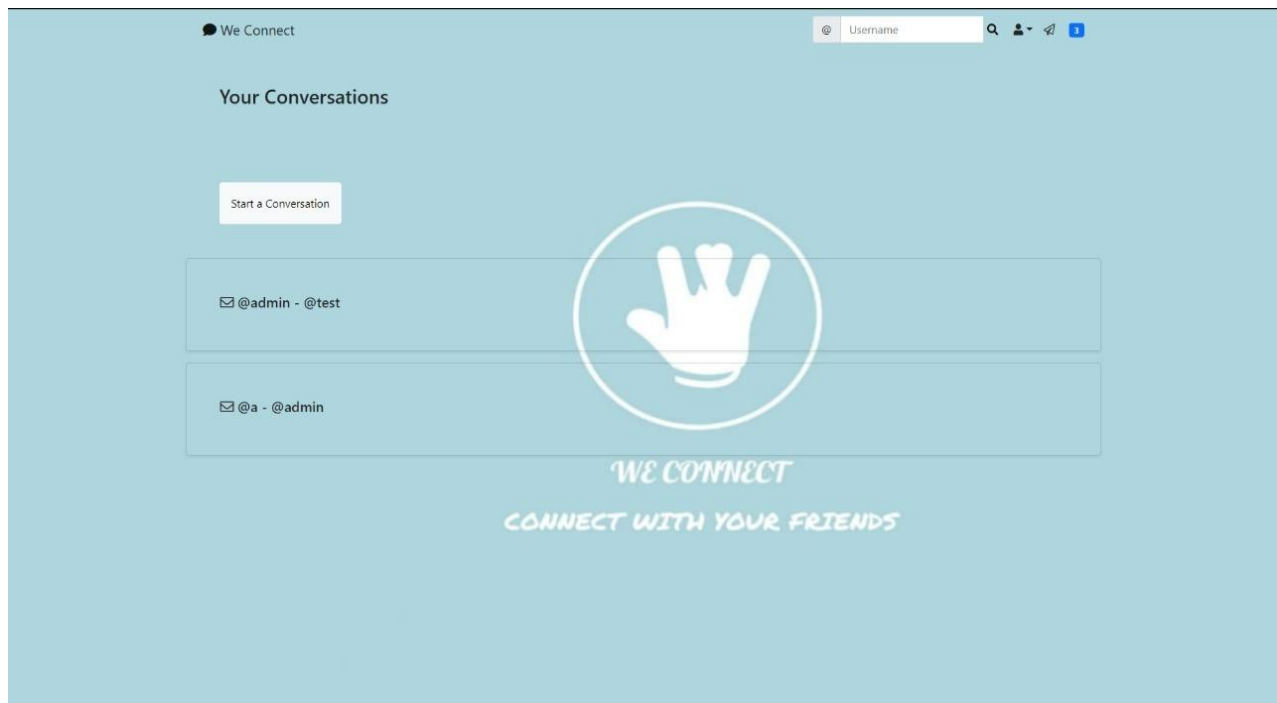 We Connect
@ Username
3
Your Conversations
Start a Conversation
@admin - @test
@a - @admin
WE CONNECT
CONNECT WITH YOUR FRIENDS